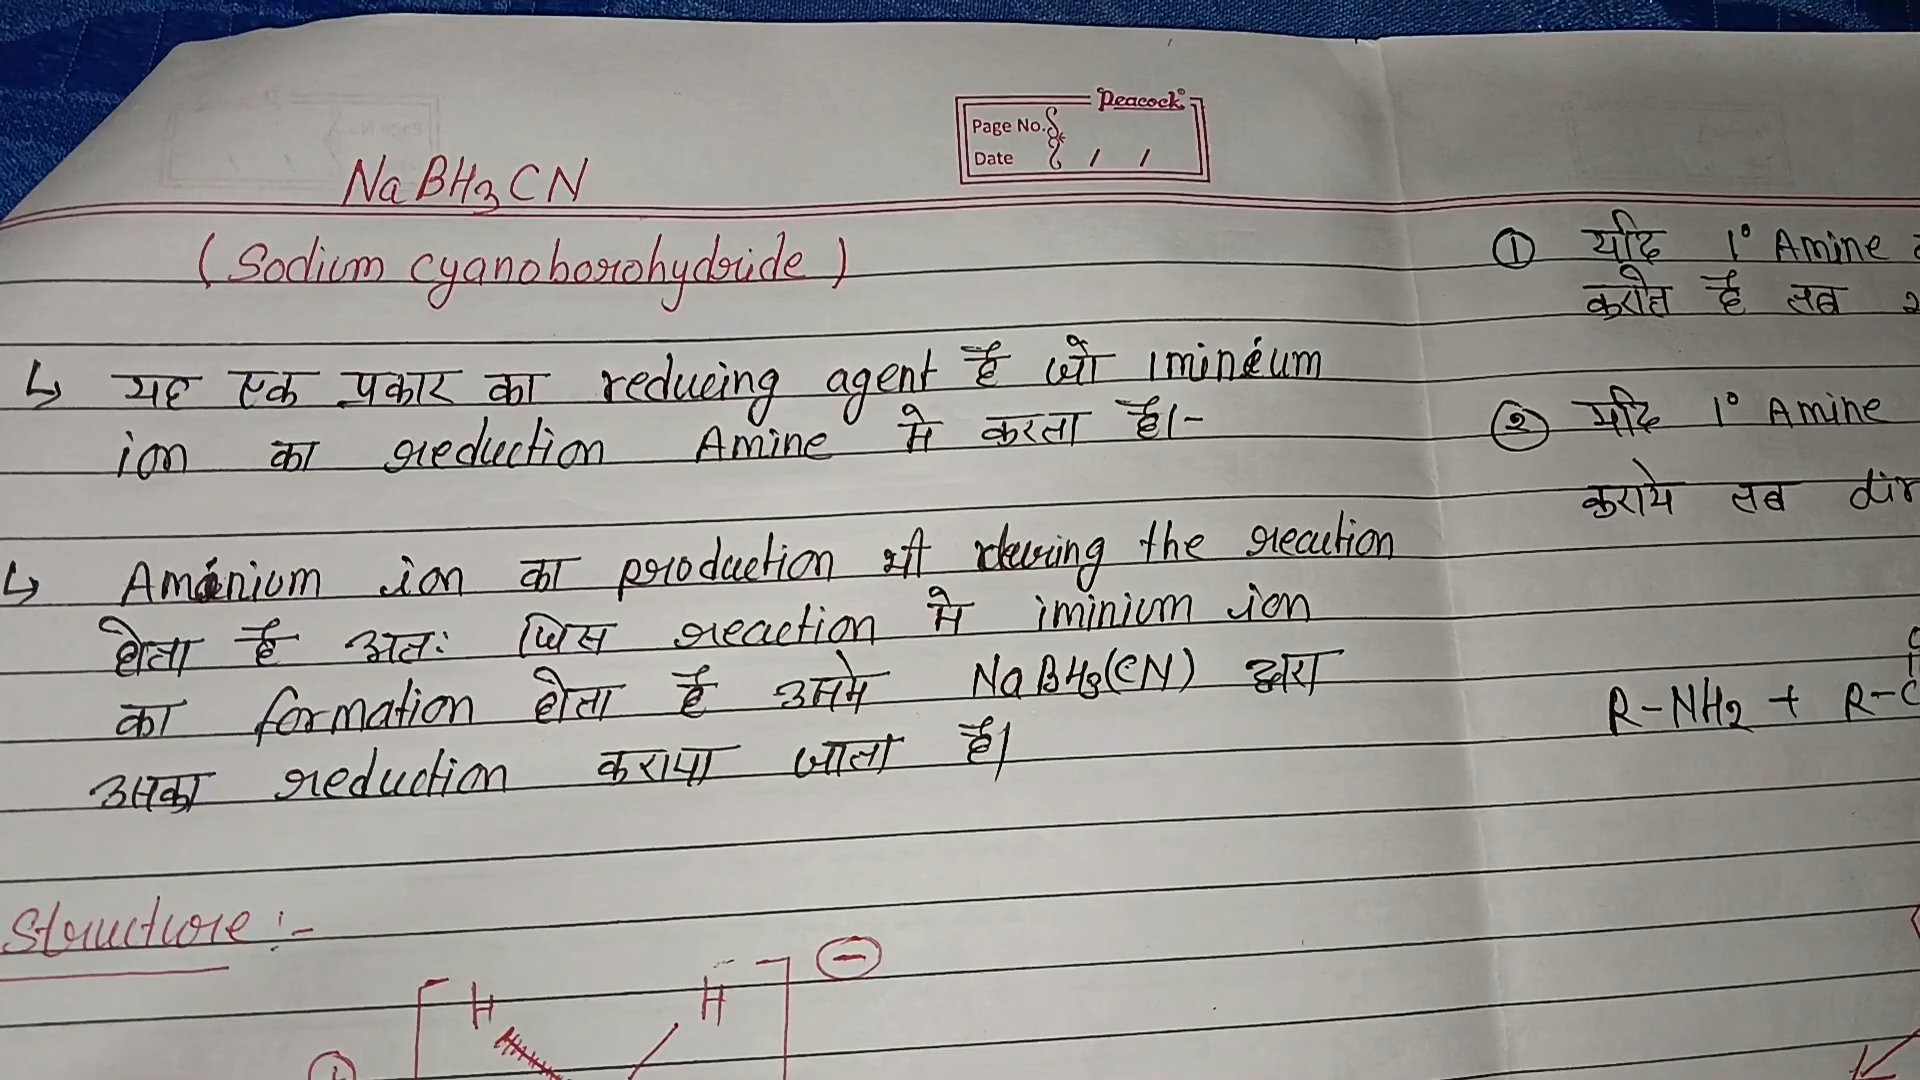 Peacock
Page No.
Date / /
NaBH3CN
(Sodium cyanoborohydride)
↳ यह एक प्रकार का reducing agent है जो iminium
ion का reduction Amine मे करता है।-
↳ Aminium ion का production भी during the reaction
होता है अतः जिस reaction मे iminium ion
का formation होता है उसमे NaBH3(CN) द्वारा
उसका reduction कराया जाता है।
Structure :-
H H ⊖
① यदि 1° Amine
कराते है तब
② यदि 1° Amine
कराये तब dir
R-NH2 + R-C